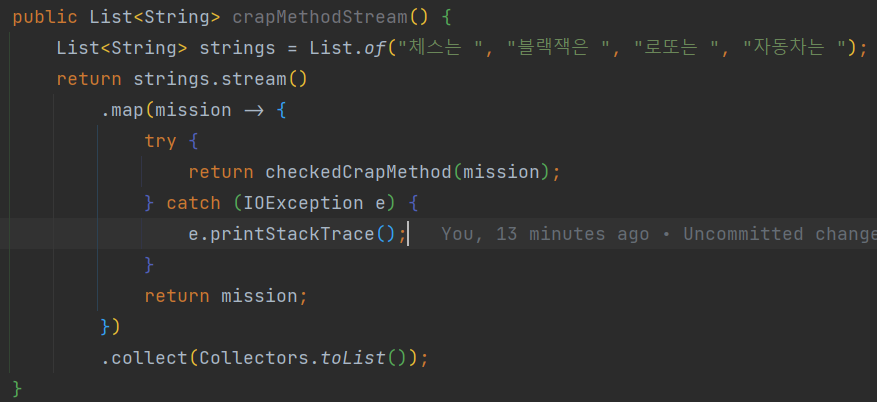 public List<String> crapMethodStream() {
    List<String> strings = List.of("체스는 ", "블랙잭은 ", "로또는 ", "자동차는 ");
    return strings.stream()
        .map(mission -> {
            try {
                return checkedCrapMethod(mission);
            } catch (IOException e) {
                e.printStackTrace();    You, 13 minutes ago • Uncommitted change
            }
            return mission;
        })
        .collect(Collectors.toList());
}